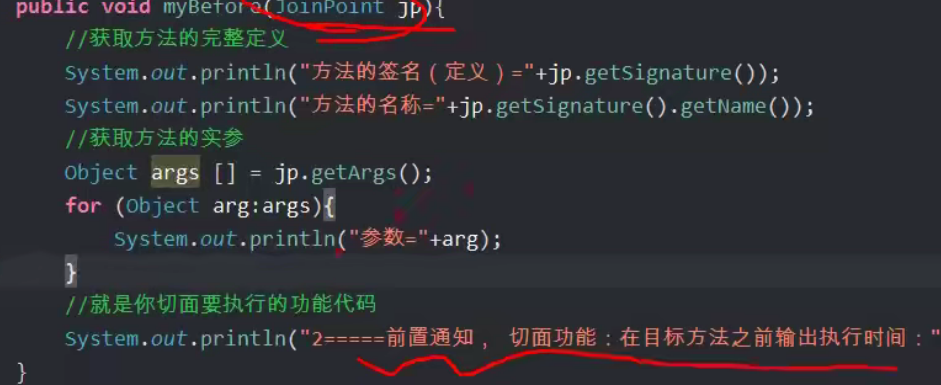 public void myBefore(JoinPoint jp){
//获取方法的完整定义
System.out.println("方法的签名（定义）="+jp.getSignature());
System.out.println("方法的名称="+jp.getSignature().getName());
//获取方法的实参
Object args [] = jp.getArgs();
for (Object arg:args){
System.out.println("参数="+arg);
}
//就是你切面要执行的功能代码
System.out.println("2=====前置通知， 切面功能：在目标方法之前输出执行时间："
}